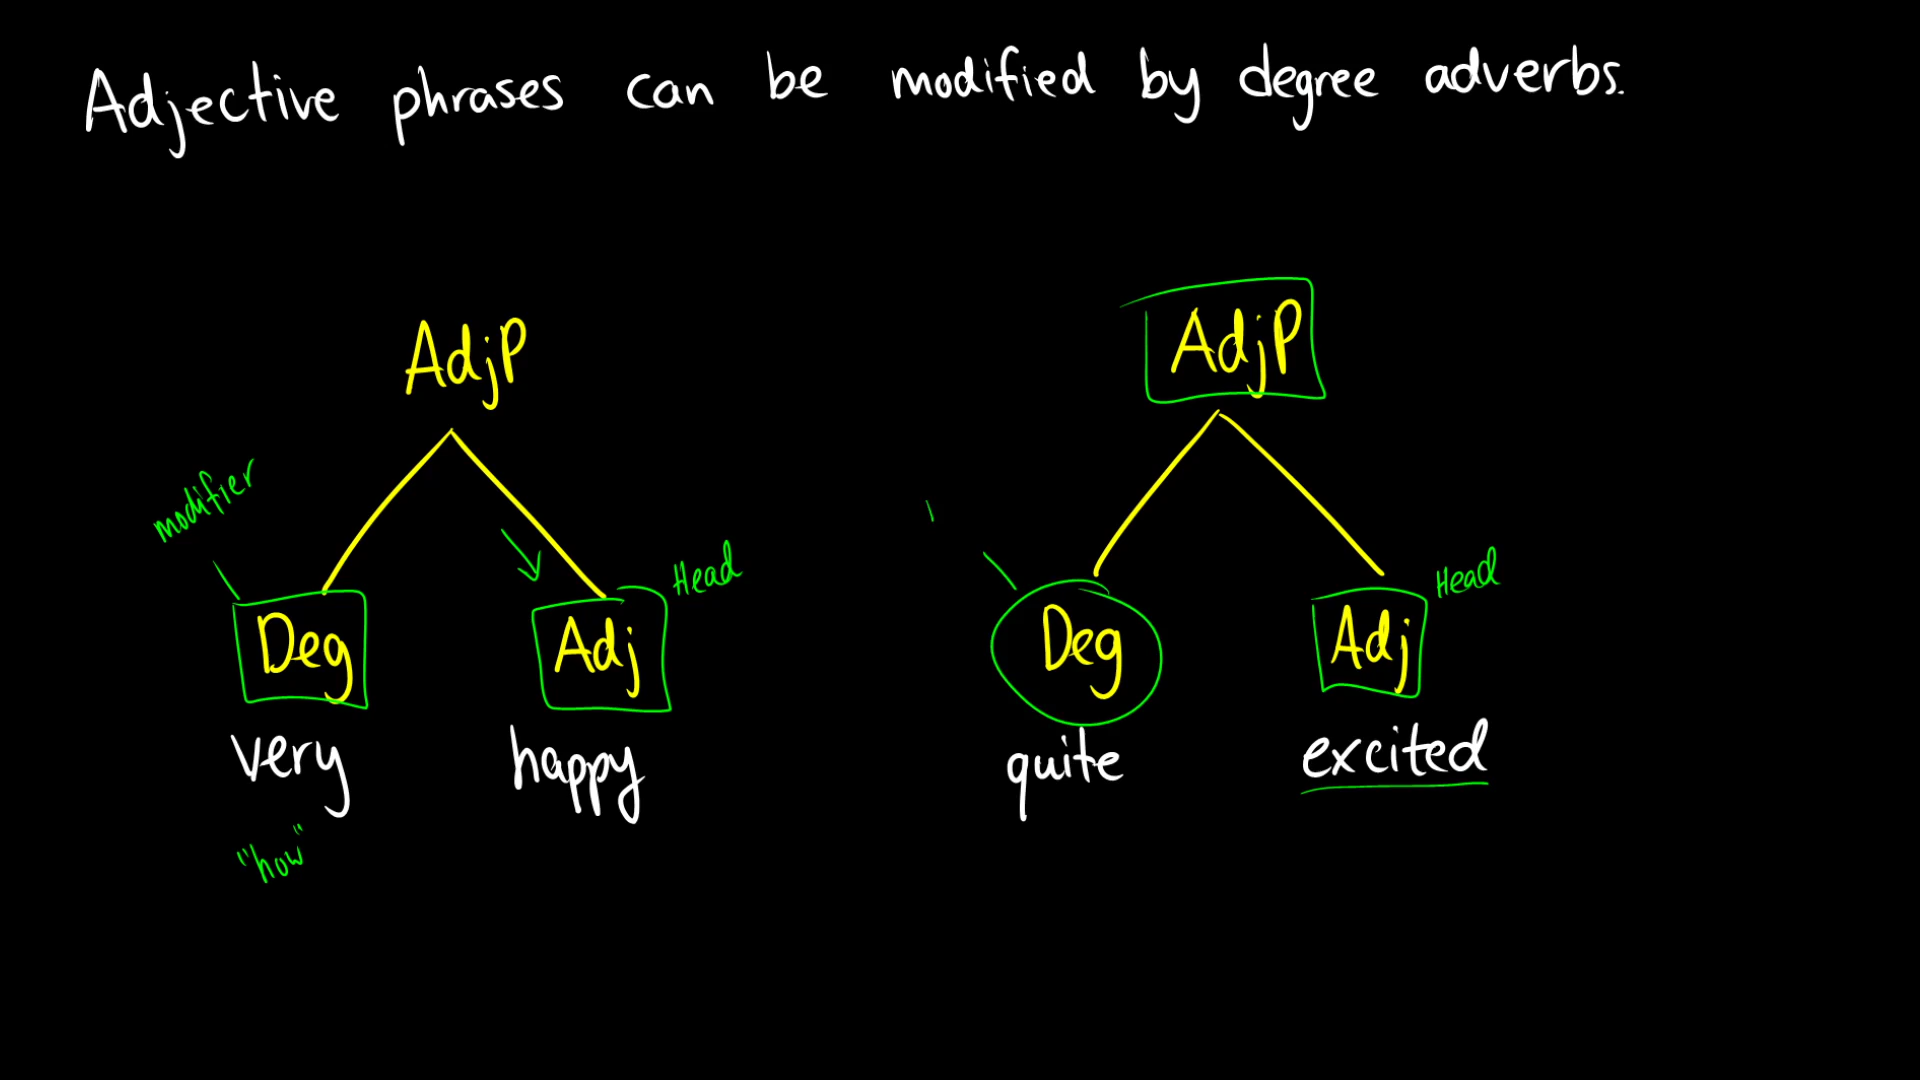 Adjective phrases can be modified by degree adverbs.
AdjP AdjP
modifier
Head Head
Deg Adj Deg Adj
very happy quite excited
"how"